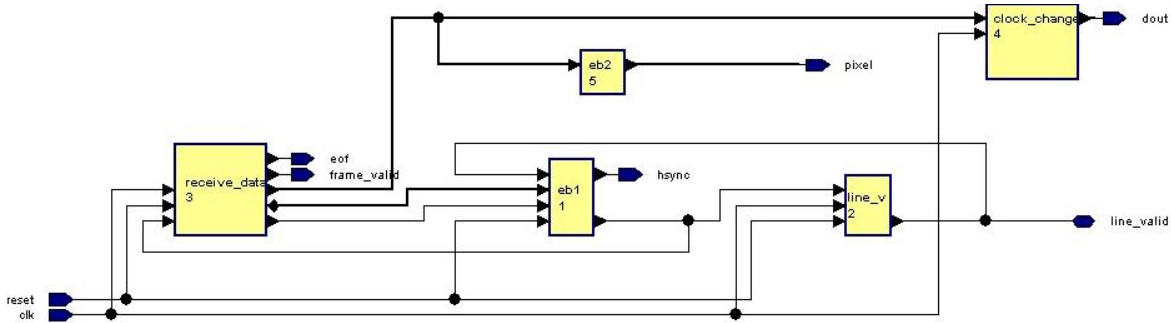 clock_change
4
dout
eb2
5
pixel
receive_data
3
eof
frame_valid
eb1
1
hsync
line_v
2
line_valid
reset
clk